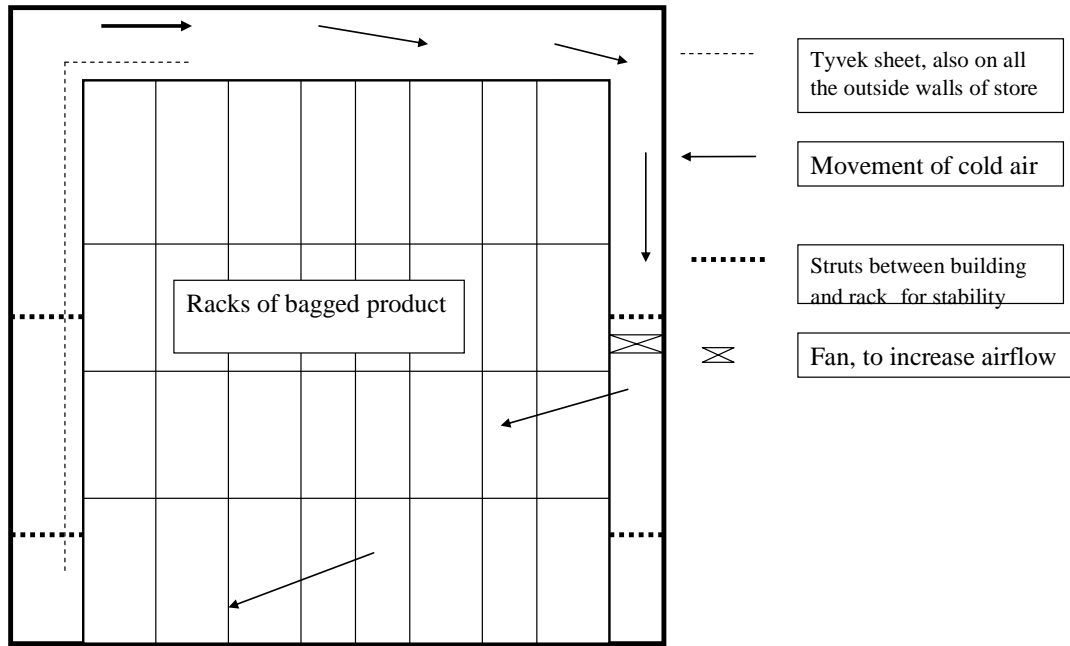 Tyvek sheet, also on all
the outside walls of store
Movement of cold air
Struts between building
and rack for stability
Racks of bagged product
Fan, to increase airflow